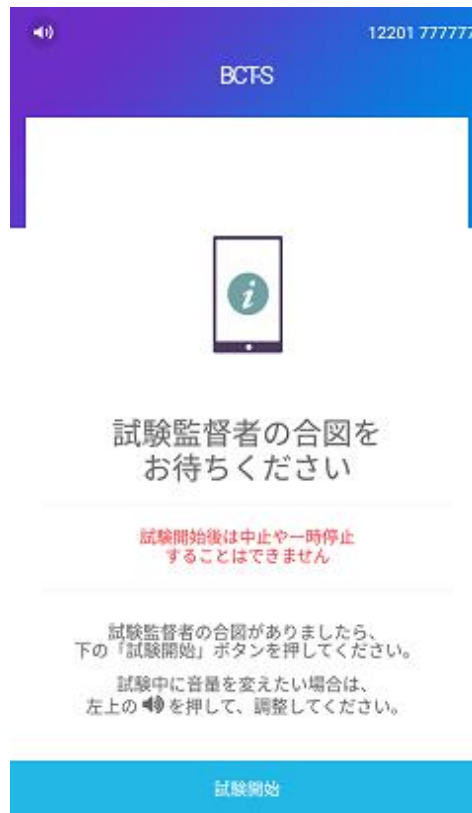 12201 777777
BCT-S
試験監督者の合図を
お待ちください
試験開始後は中止や一時停止
することはできません
試験監督者の合図がありましたら、
下の「試験開始」ボタンを押してください。
試験中に音量を変えたい場合は、
左上の を押して、調整してください。
試験開始